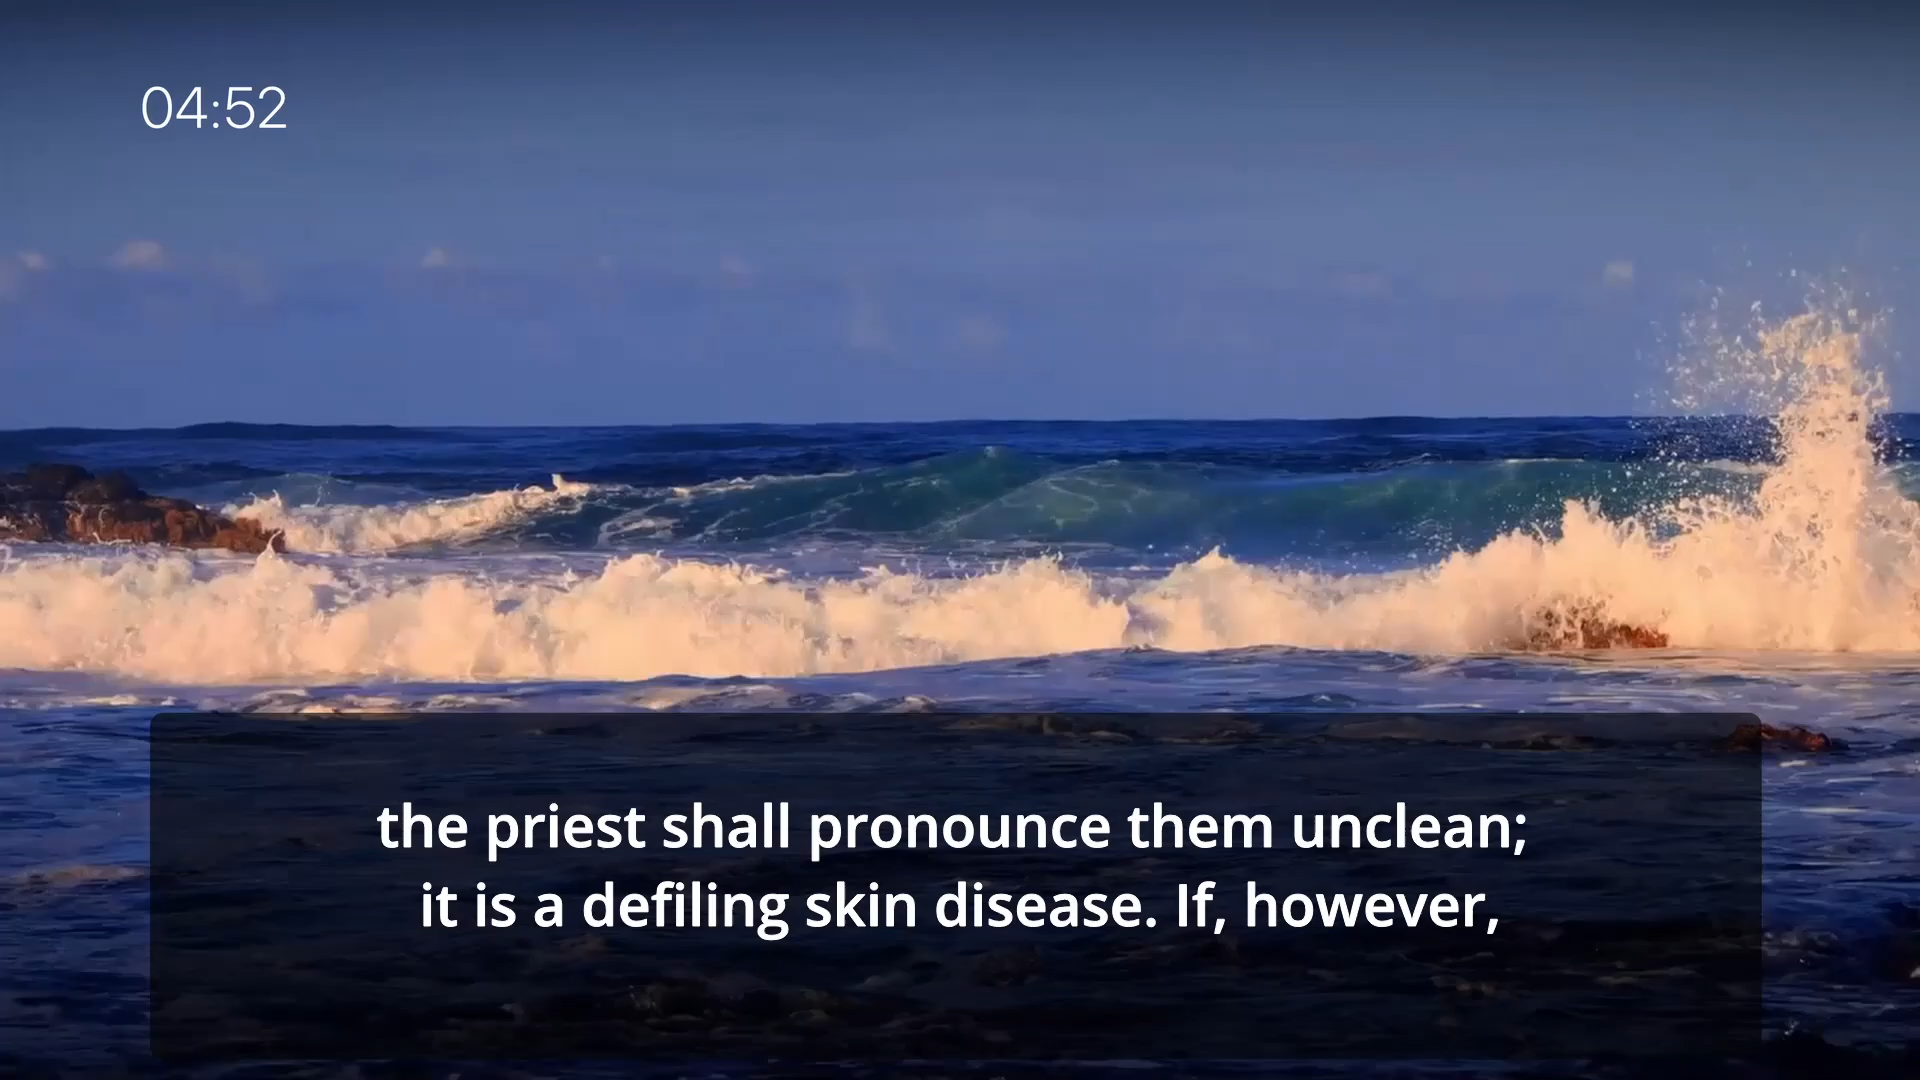 04:52
the priest shall pronounce them unclean;
it is a defiling skin disease. If, however,